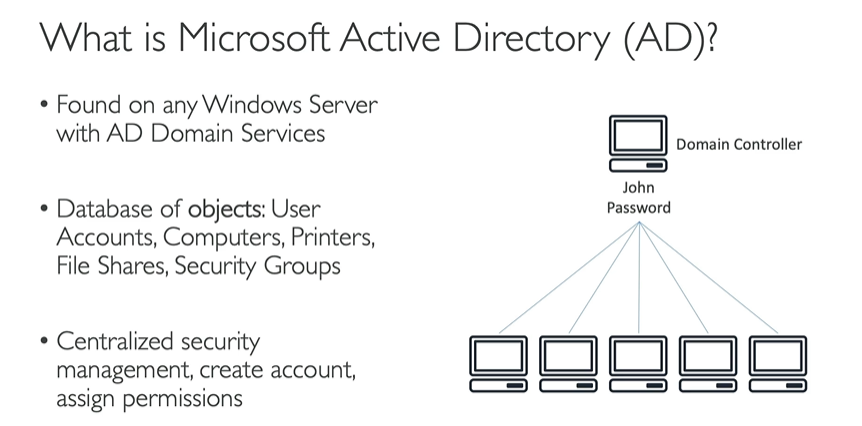 What is Microsoft Active Directory (AD)?
• Found on any Windows Server
with AD Domain Services
• Database of objects: User
Accounts, Computers, Printers,
File Shares, Security Groups
• Centralized security
management, create account,
assign permissions
Domain Controller
John
Password